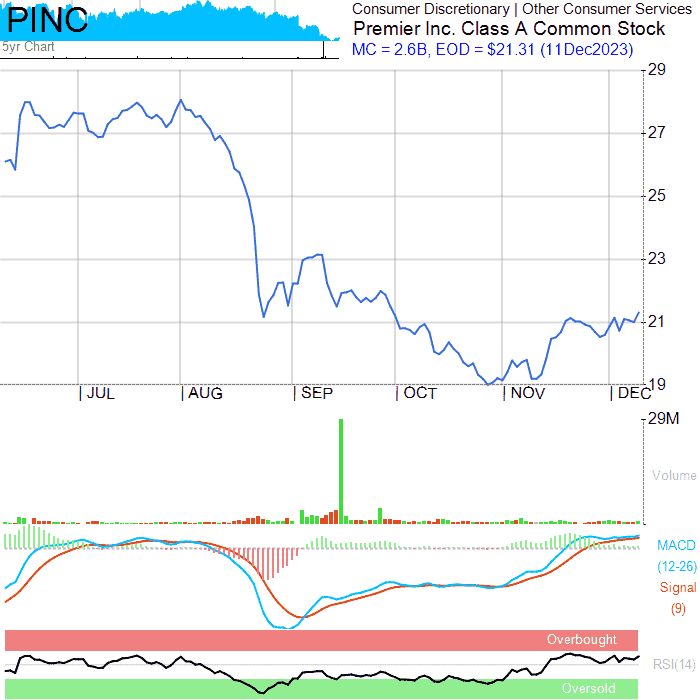 PINC
5yr Chart
Consumer Discretionary | Other Consumer Services
Premier Inc. Class A Common Stock
MC = 2.6B, EOD = $21.31 (11Dec2023)
29
27
25
23
21
19
JUL
AUG
SEP
OCT
NOV
DEC
29M
Volume
MACD
(12-26)
Signal
(9)
Overbought
RSI(14)
Oversold